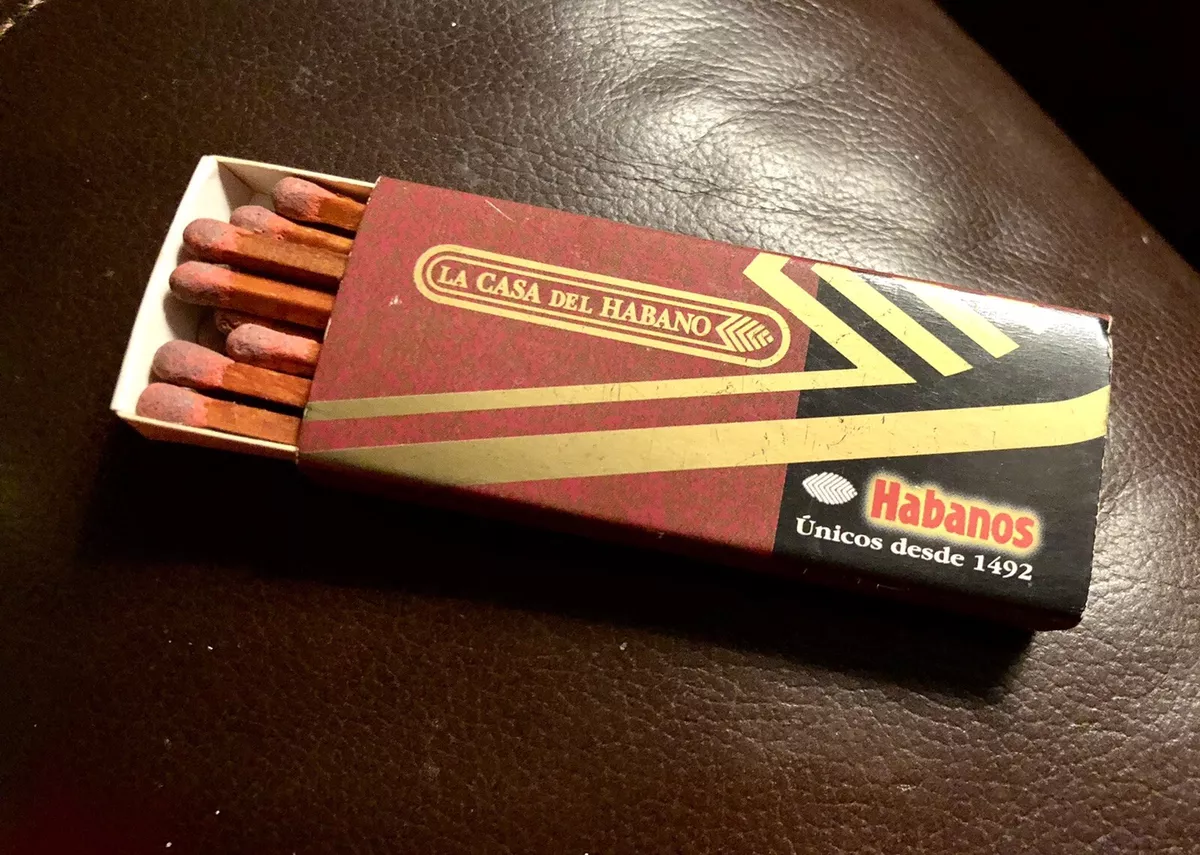 LA CASA DEL HABANO
Habanos
Únicos desde 1492